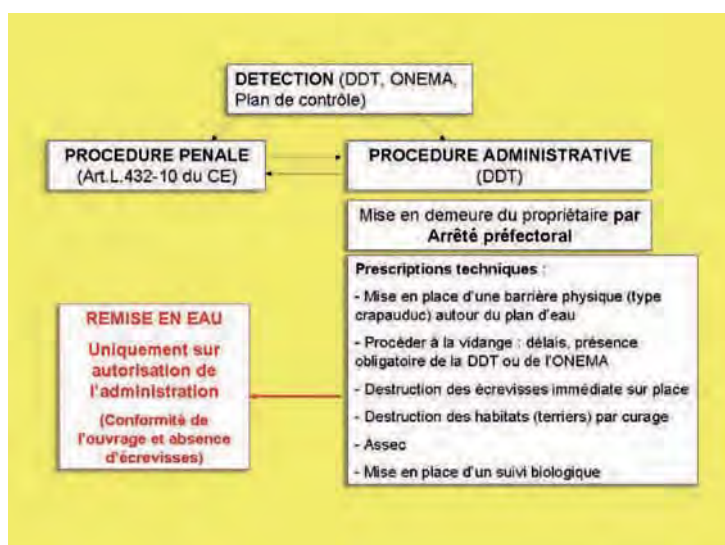 DETECTION (DDT, ONEMA,
Plan de contrôle)
PROCEDURE PENALE
(Art.L.432-10 du CE)
PROCEDURE ADMINISTRATIVE
(DDT)
Mise en demeure du propriétaire par
Arrêté préfectoral
Prescriptions techniques :
- Mise en place d'une barrière physique (type
crapauduc) autour du plan d'eau
- Procéder à la vidange : délais, présence
obligatoire de la DDT ou de l'ONEMA
- Destruction des écrevisses immédiate sur place
- Destruction des habitats (terriers) par curage
- Assec
- Mise en place d'un suivi biologique
REMISE EN EAU
Uniquement sur
autorisation de
l'administration
(Conformité de
l'ouvrage et absence
d'écrevisses)